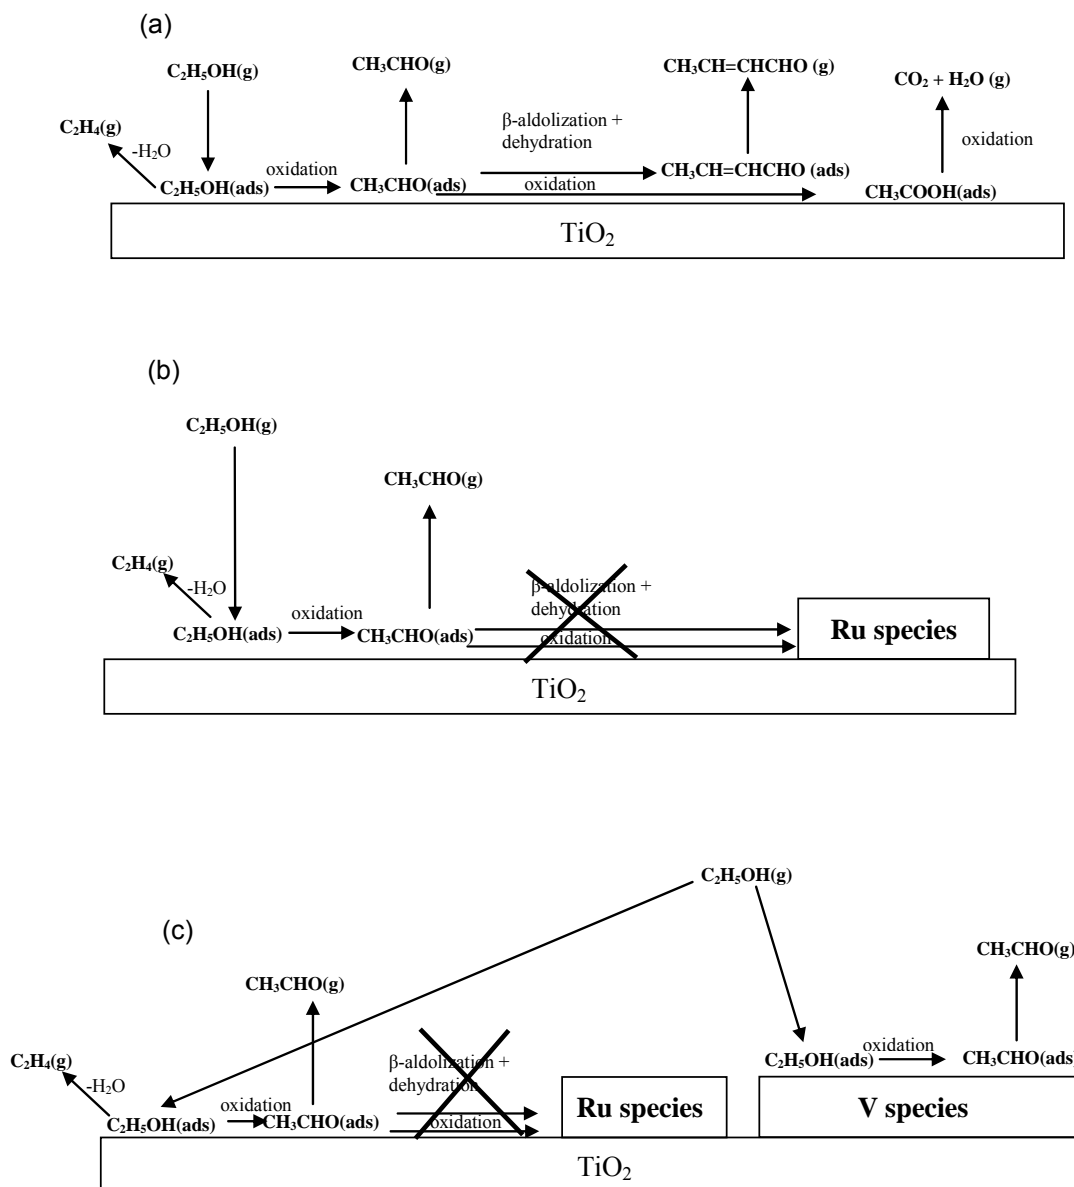 (a)
C₂H₅OH(g)
CH₃CHO(g)
CH₃CH=CHCHO (g)
CO₂ + H₂O (g)
C₂H₄(g)
-H₂O
β-aldolization +
dehydration
oxidation
oxidation
C₂H₅OH(ads)
CH₃CHO(ads)
oxidation
CH₃CH=CHCHO (ads)
CH₃COOH(ads)
TiO₂
(b)
C₂H₅OH(g)
CH₃CHO(g)
C₂H₄(g)
-H₂O
β-aldolization +
dehydration
oxidation
C₂H₅OH(ads)
CH₃CHO(ads)
oxidation
Ru species
TiO₂
C₂H₅OH(g)
(c)
CH₃CHO(g)
CH₃CHO(g)
C₂H₄(g)
-H₂O
β-aldolization +
dehydration
oxidation
C₂H₅OH(ads)
CH₃CHO(ads)
oxidation
C₂H₅OH(ads)
oxidation
CH₃CHO(ads)
Ru species
V species
TiO₂